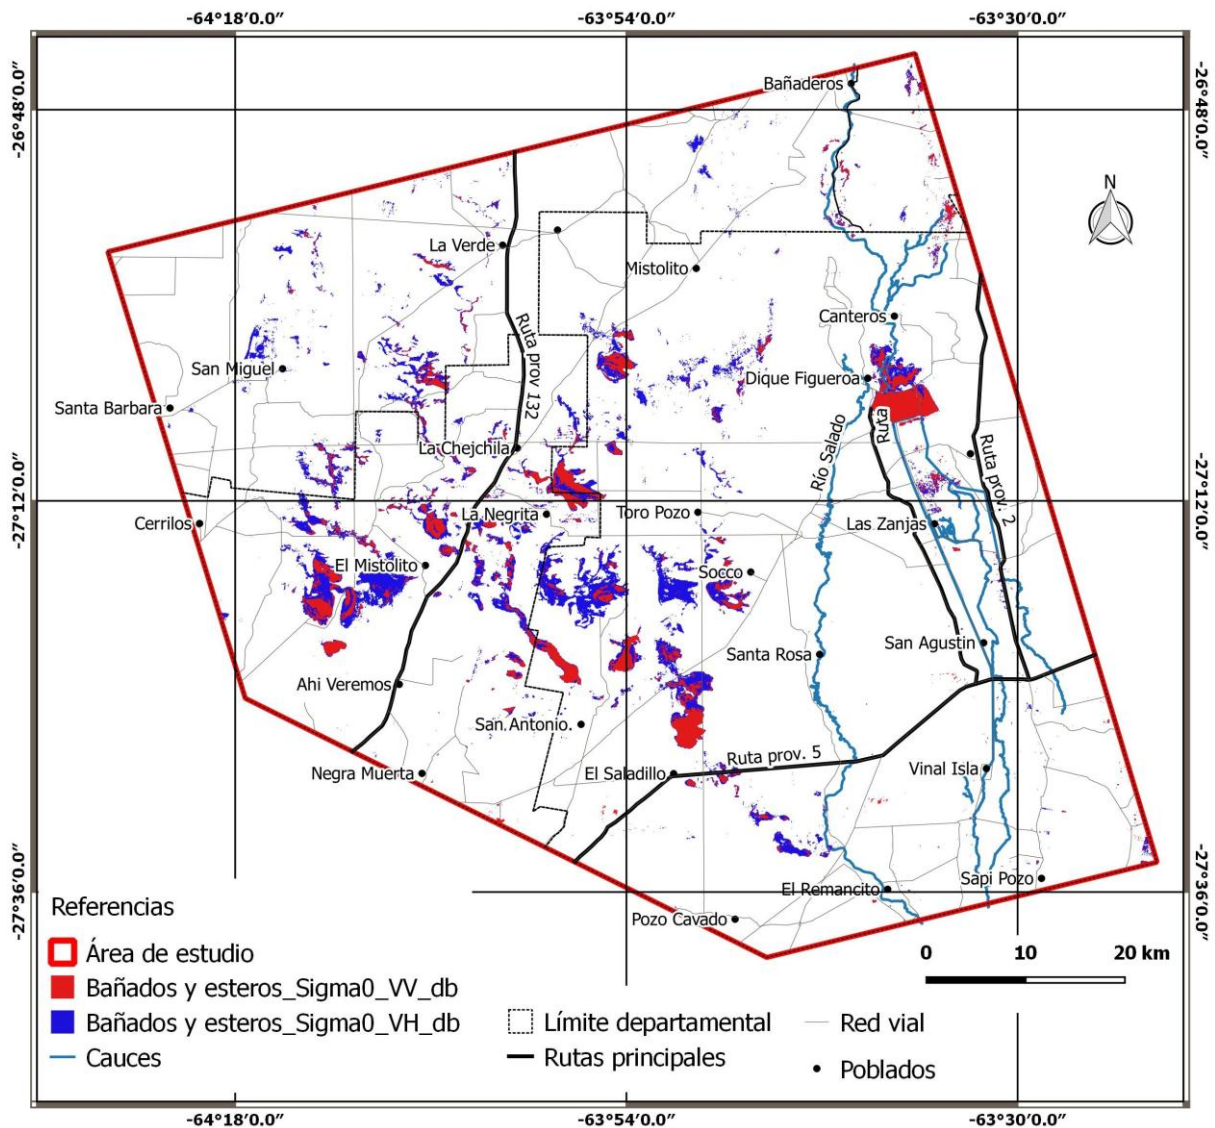 -64°18′0.0″
-63°54′0.0″
-63°30′0.0″
-26°48′0.0″
-26°48′0.0″
Bañaderos
N
La Verde
Mistolito
Canteros
Ruta prov 132
San Miguel
Dique Figueroa
Santa Barbara
Río Salado
Ruta
La Chejchila
Ruta prov. 2
-27°12′0.0″
-27°12′0.0″
Cerrilos
La Negrita
Toro Pozo
Las Zanjas
El Mistolito
Socco
San Agustin
Santa Rosa
Ahi Veremos
San Antonio.
Ruta prov. 5
Negra Muerta
El Saladillo
Vinal Isla
-27°36′0.0″
-27°36′0.0″
El Remancito
Sapi Pozo
Pozo Cavado
Referencias
Área de estudio
Bañados y esteros_Sigma0_VV_db
Bañados y esteros_Sigma0_VH_db
Cauces
Límite departamental
Rutas principales
Red vial
Poblados
0 10 20 km
-64°18′0.0″
-63°54′0.0″
-63°30′0.0″